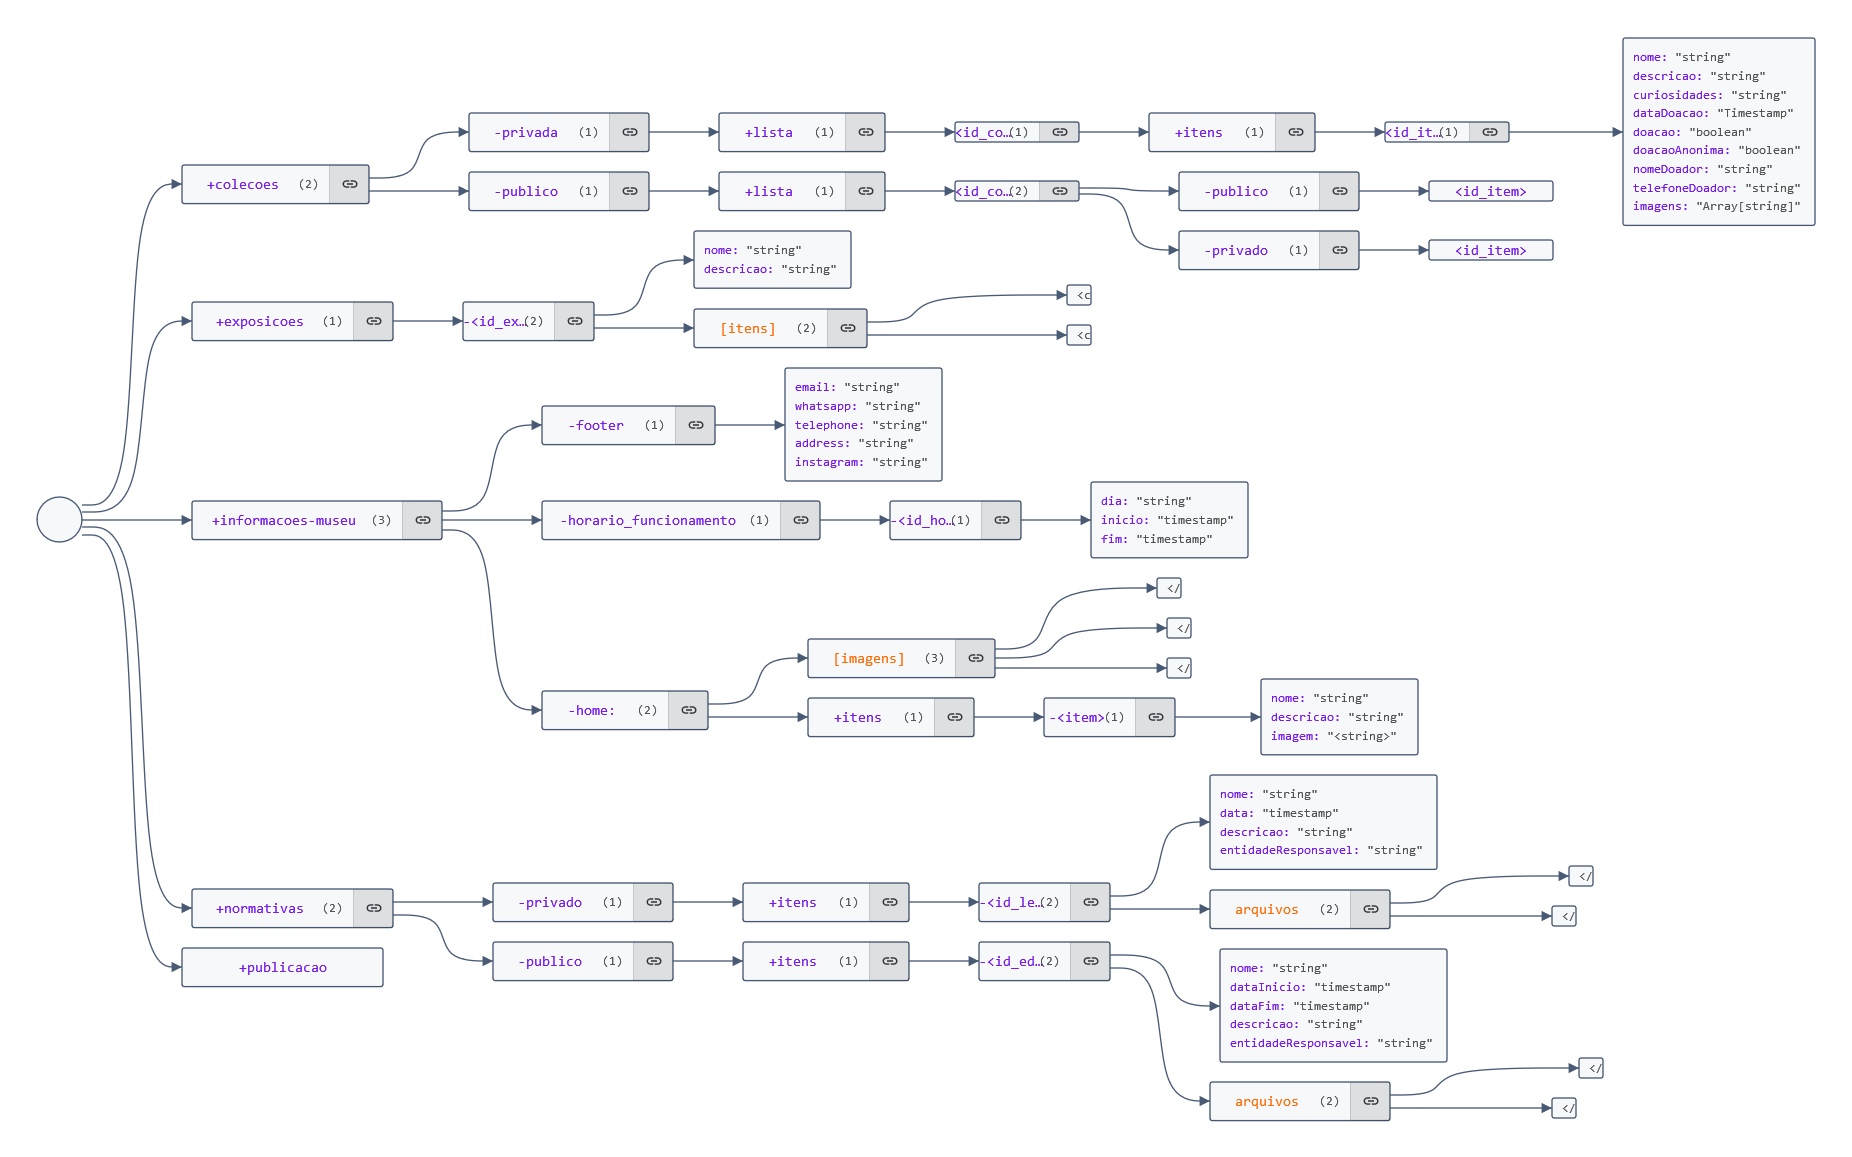 nome: "string"
descricao: "string"
curiosidades: "string"
dataDoacao: "Timestamp"
doacao: "boolean"
doacaoAnonima: "boolean"
nomeDoador: "string"
telefoneDoador: "string"
imagens: "Array[string]"
-privada (1)
+lista (1)
<id_co… (1)
+itens (1)
<id_it… (1)
+colecoes (2)
-publico (1)
+lista (1)
<id_co… (2)
-publico (1)
<id_item>
-privado (1)
<id_item>
nome: "string"
descricao: "string"
+exposicoes (1)
-<id_ex… (2)
[itens] (2)
<c
<c
email: "string"
whatsapp: "string"
telephone: "string"
address: "string"
instagram: "string"
-footer (1)
+informacoes-museu (3)
-horario_funcionamento (1)
-<id_ho… (1)
dia: "string"
inicio: "timestamp"
fim: "timestamp"
</
</
</
[imagens] (3)
-home: (2)
+itens (1)
-<item> (1)
nome: "string"
descricao: "string"
imagem: "<string>"
nome: "string"
data: "timestamp"
descricao: "string"
entidadeResponsavel: "string"
+normativas (2)
-privado (1)
+itens (1)
-<id_le… (2)
arquivos (2)
</
</
+publicacao
-publico (1)
+itens (1)
-<id_ed… (2)
nome: "string"
dataInicio: "timestamp"
dataFim: "timestamp"
descricao: "string"
entidadeResponsavel: "string"
arquivos (2)
</
</